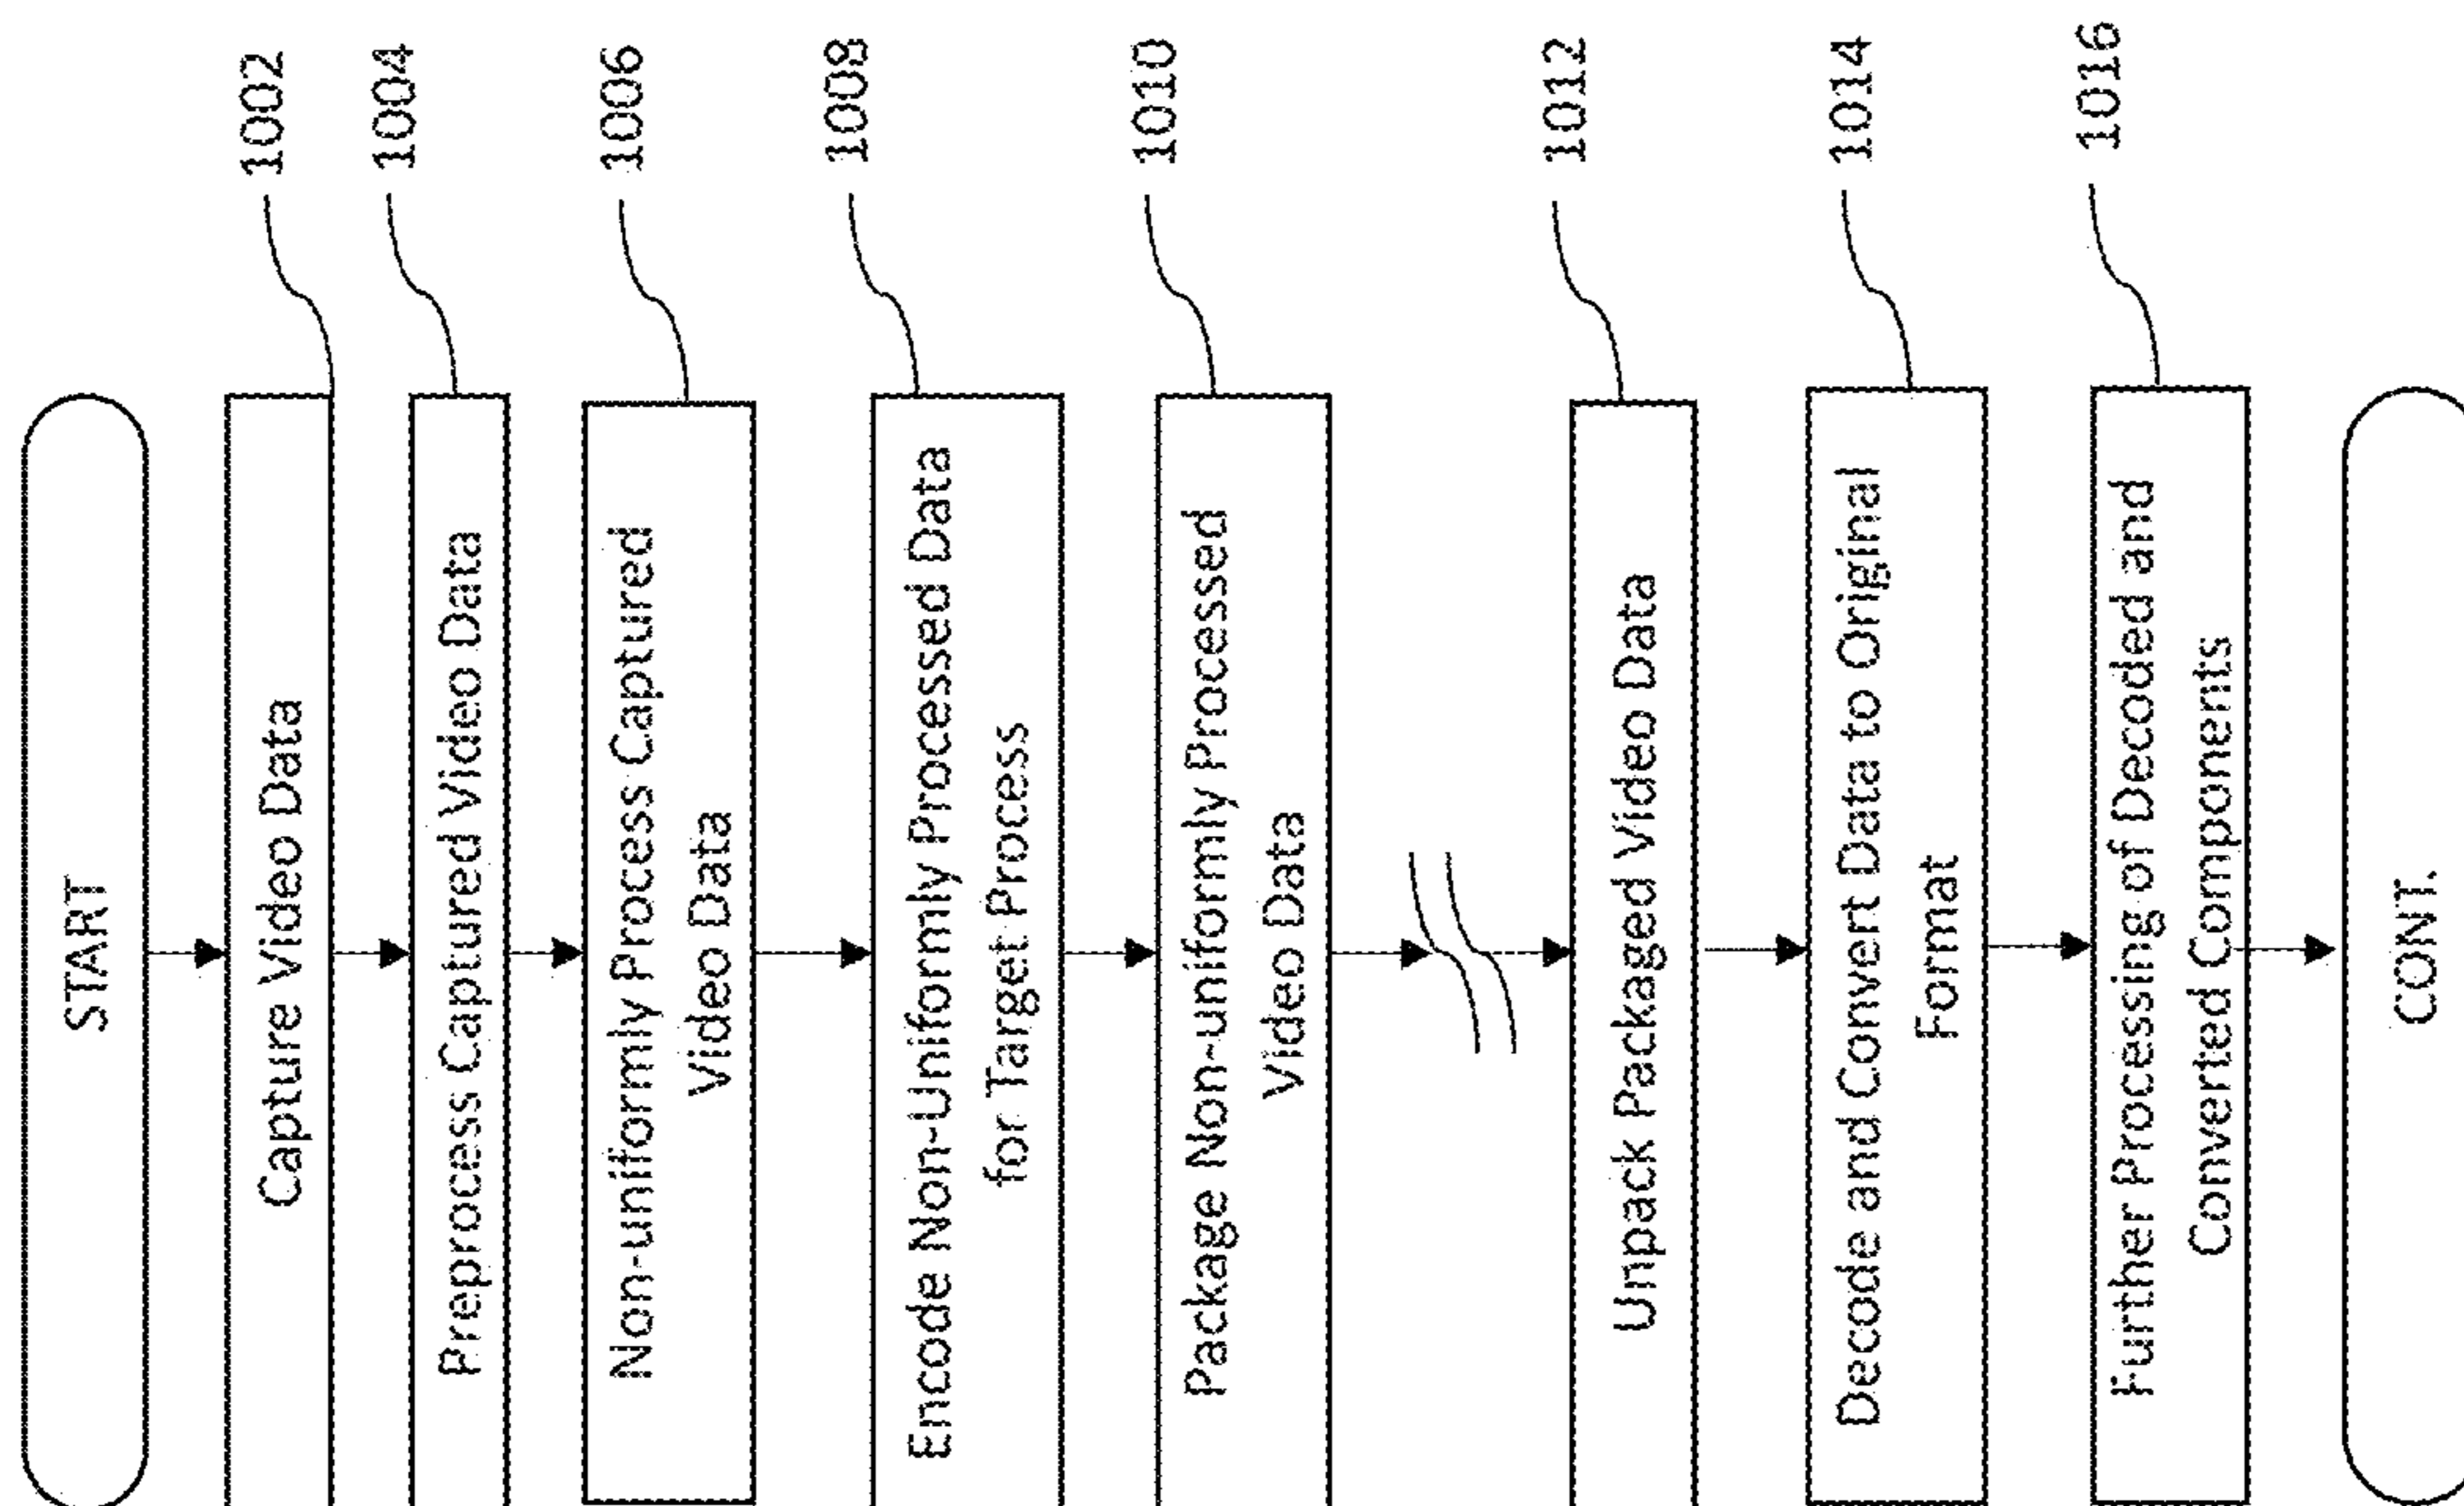 START
1002
Capture Video Data
1004
Preprocess Captured Video Data
1006
Non-uniformly Process Captured
Video Data
1008
Encode Non-Uniformly Processed Data
for Target Process
1010
Package Non-uniformly Processed
Video Data
1012
Unpack Packaged Video Data
1014
Decode and Convert Data to Original
Format
1016
Further Processing of Decoded and
Converted Components
CONT.